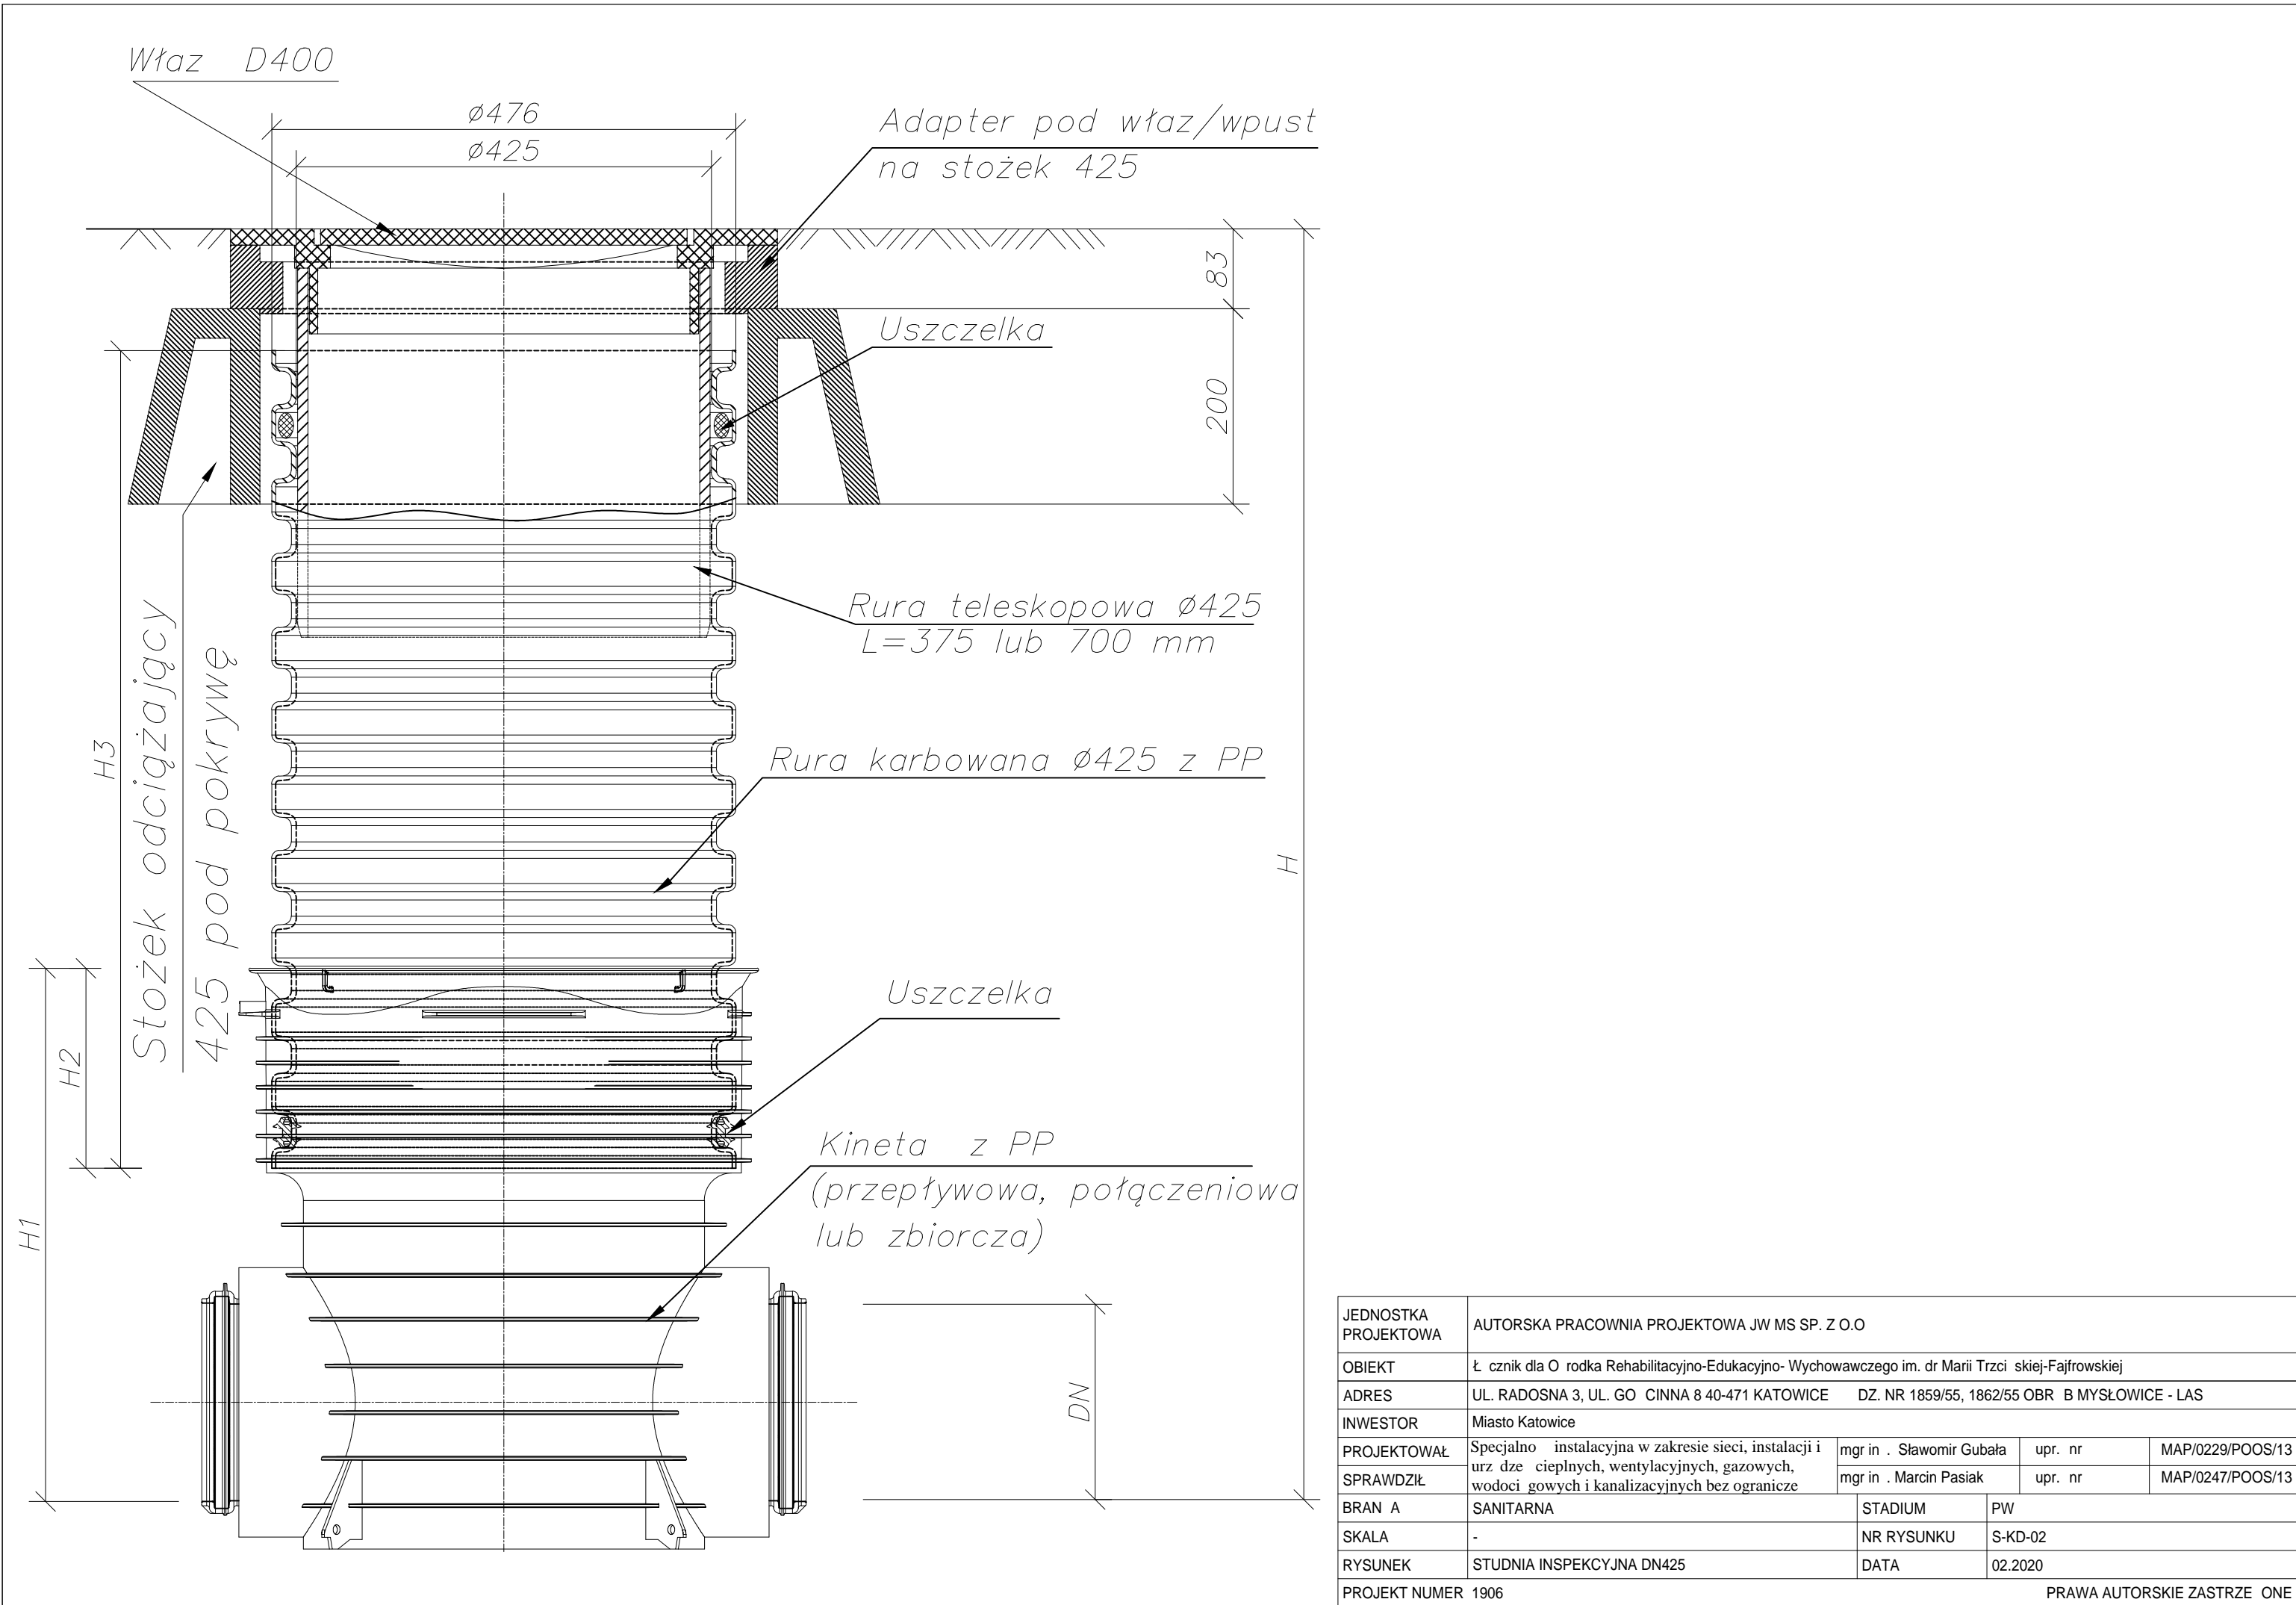 Właz D400
ø476
ø425
Adapter pod właz/wpust
na stożek 425
83
Uszczelka
200
Rura teleskopowa ø425
L=375 lub 700 mm
Stożek odciążający
425 pod pokrywę
H3
Rura karbowana ø425 z PP
H
Uszczelka
H2
Kineta z PP
(przepływowa, połączeniowa
lub zbiorcza)
H1
DN
JEDNOSTKA
PROJEKTOWA
AUTORSKA PRACOWNIA PROJEKTOWA JW MS SP. Z O.O
OBIEKT
Ł cznik dla O rodka Rehabilitacyjno-Edukacyjno- Wychowawczego im. dr Marii Trzci skiej-Fajfrowskiej
ADRES
UL. RADOSNA 3, UL. GO CINNA 8 40-471 KATOWICE DZ. NR 1859/55, 1862/55 OBR B MYSŁOWICE - LAS
INWESTOR
Miasto Katowice
PROJEKTOWAŁ
SPRAWDZIŁ
Specjalno instalacyjna w zakresie sieci, instalacji i
urz dze cieplnych, wentylacyjnych, gazowych,
wodoci gowych i kanalizacyjnych bez ogranicze
mgr in . Sławomir Gubała upr. nr MAP/0229/POOS/13
mgr in . Marcin Pasiak upr. nr MAP/0247/POOS/13
BRAN A SANITARNA STADIUM PW
SKALA - NR RYSUNKU S-KD-02
RYSUNEK STUDNIA INSPEKCYJNA DN425 DATA 02.2020
PROJEKT NUMER 1906 PRAWA AUTORSKIE ZASTRZE ONE